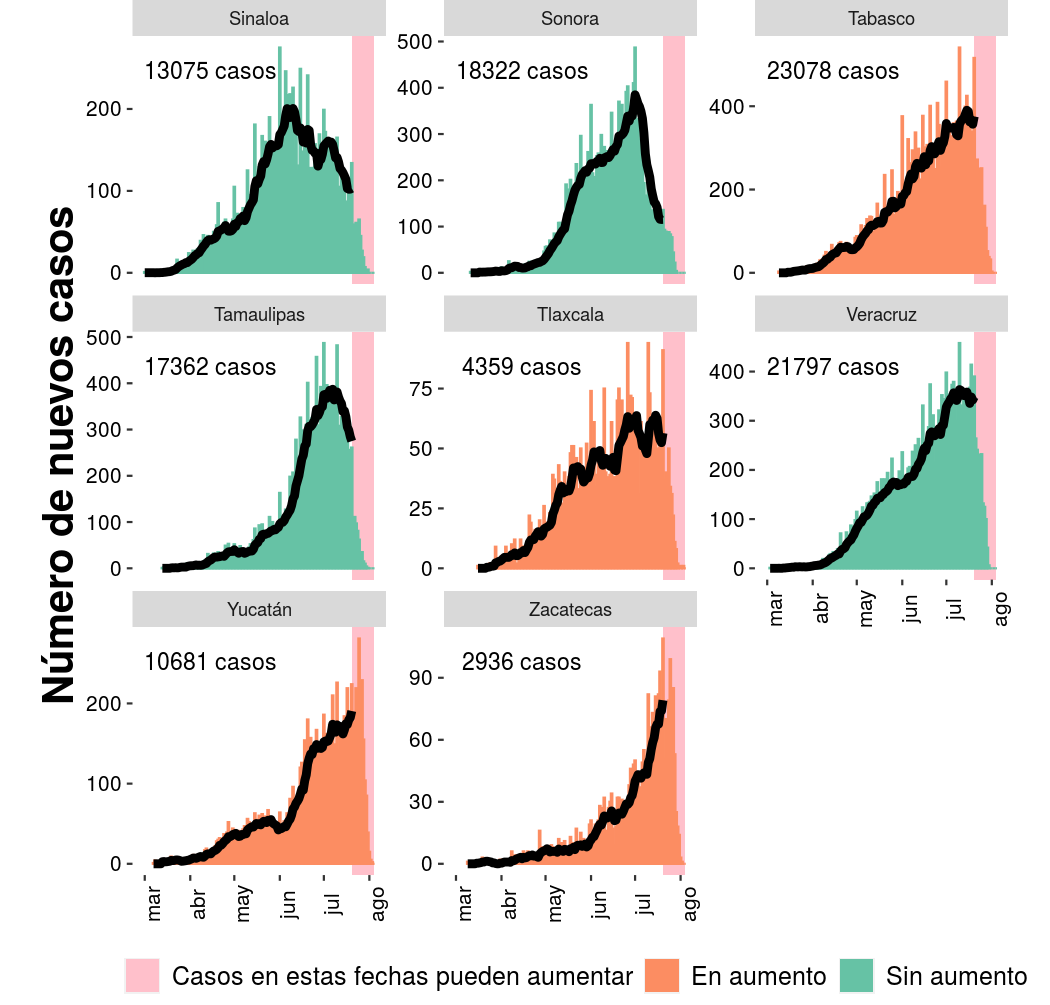 Sinaloa
Sonora
Tabasco
13075 casos
18322 casos
23078 casos
200
100
0
500
400
300
200
100
0
400
200
0
Tamaulipas
Tlaxcala
Veracruz
17362 casos
4359 casos
21797 casos
500
400
300
200
100
0
75
50
25
0
400
300
200
100
0
mar
abr
may
jun
jul
ago
Yucatán
Zacatecas
10681 casos
2936 casos
200
100
0
90
60
30
0
mar
abr
may
jun
jul
ago
mar
abr
may
jun
jul
ago
Número de nuevos casos
Casos en estas fechas pueden aumentar
En aumento
Sin aumento